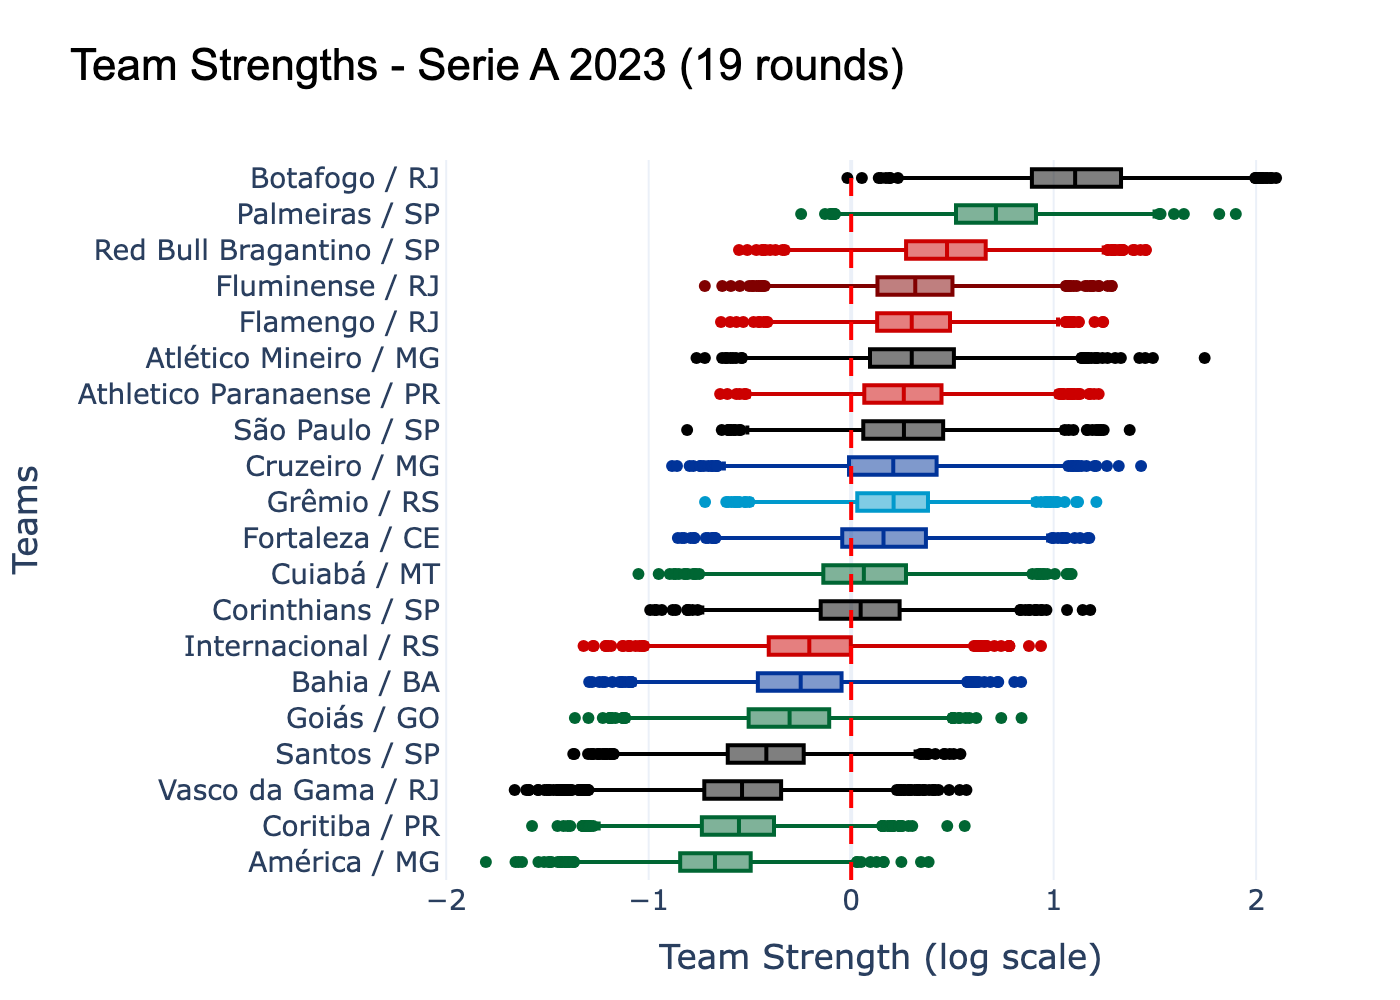 Team Strengths - Serie A 2023 (19 rounds)
Botafogo / RJ
Palmeiras / SP
Red Bull Bragantino / SP
Fluminense / RJ
Flamengo / RJ
Atlético Mineiro / MG
Athletico Paranaense / PR
São Paulo / SP
Cruzeiro / MG
Grêmio / RS
Fortaleza / CE
Cuiabá / MT
Corinthians / SP
Internacional / RS
Bahia / BA
Goiás / GO
Santos / SP
Vasco da Gama / RJ
Coritiba / PR
América / MG
Teams
−2 −1 0 1 2
Team Strength (log scale)